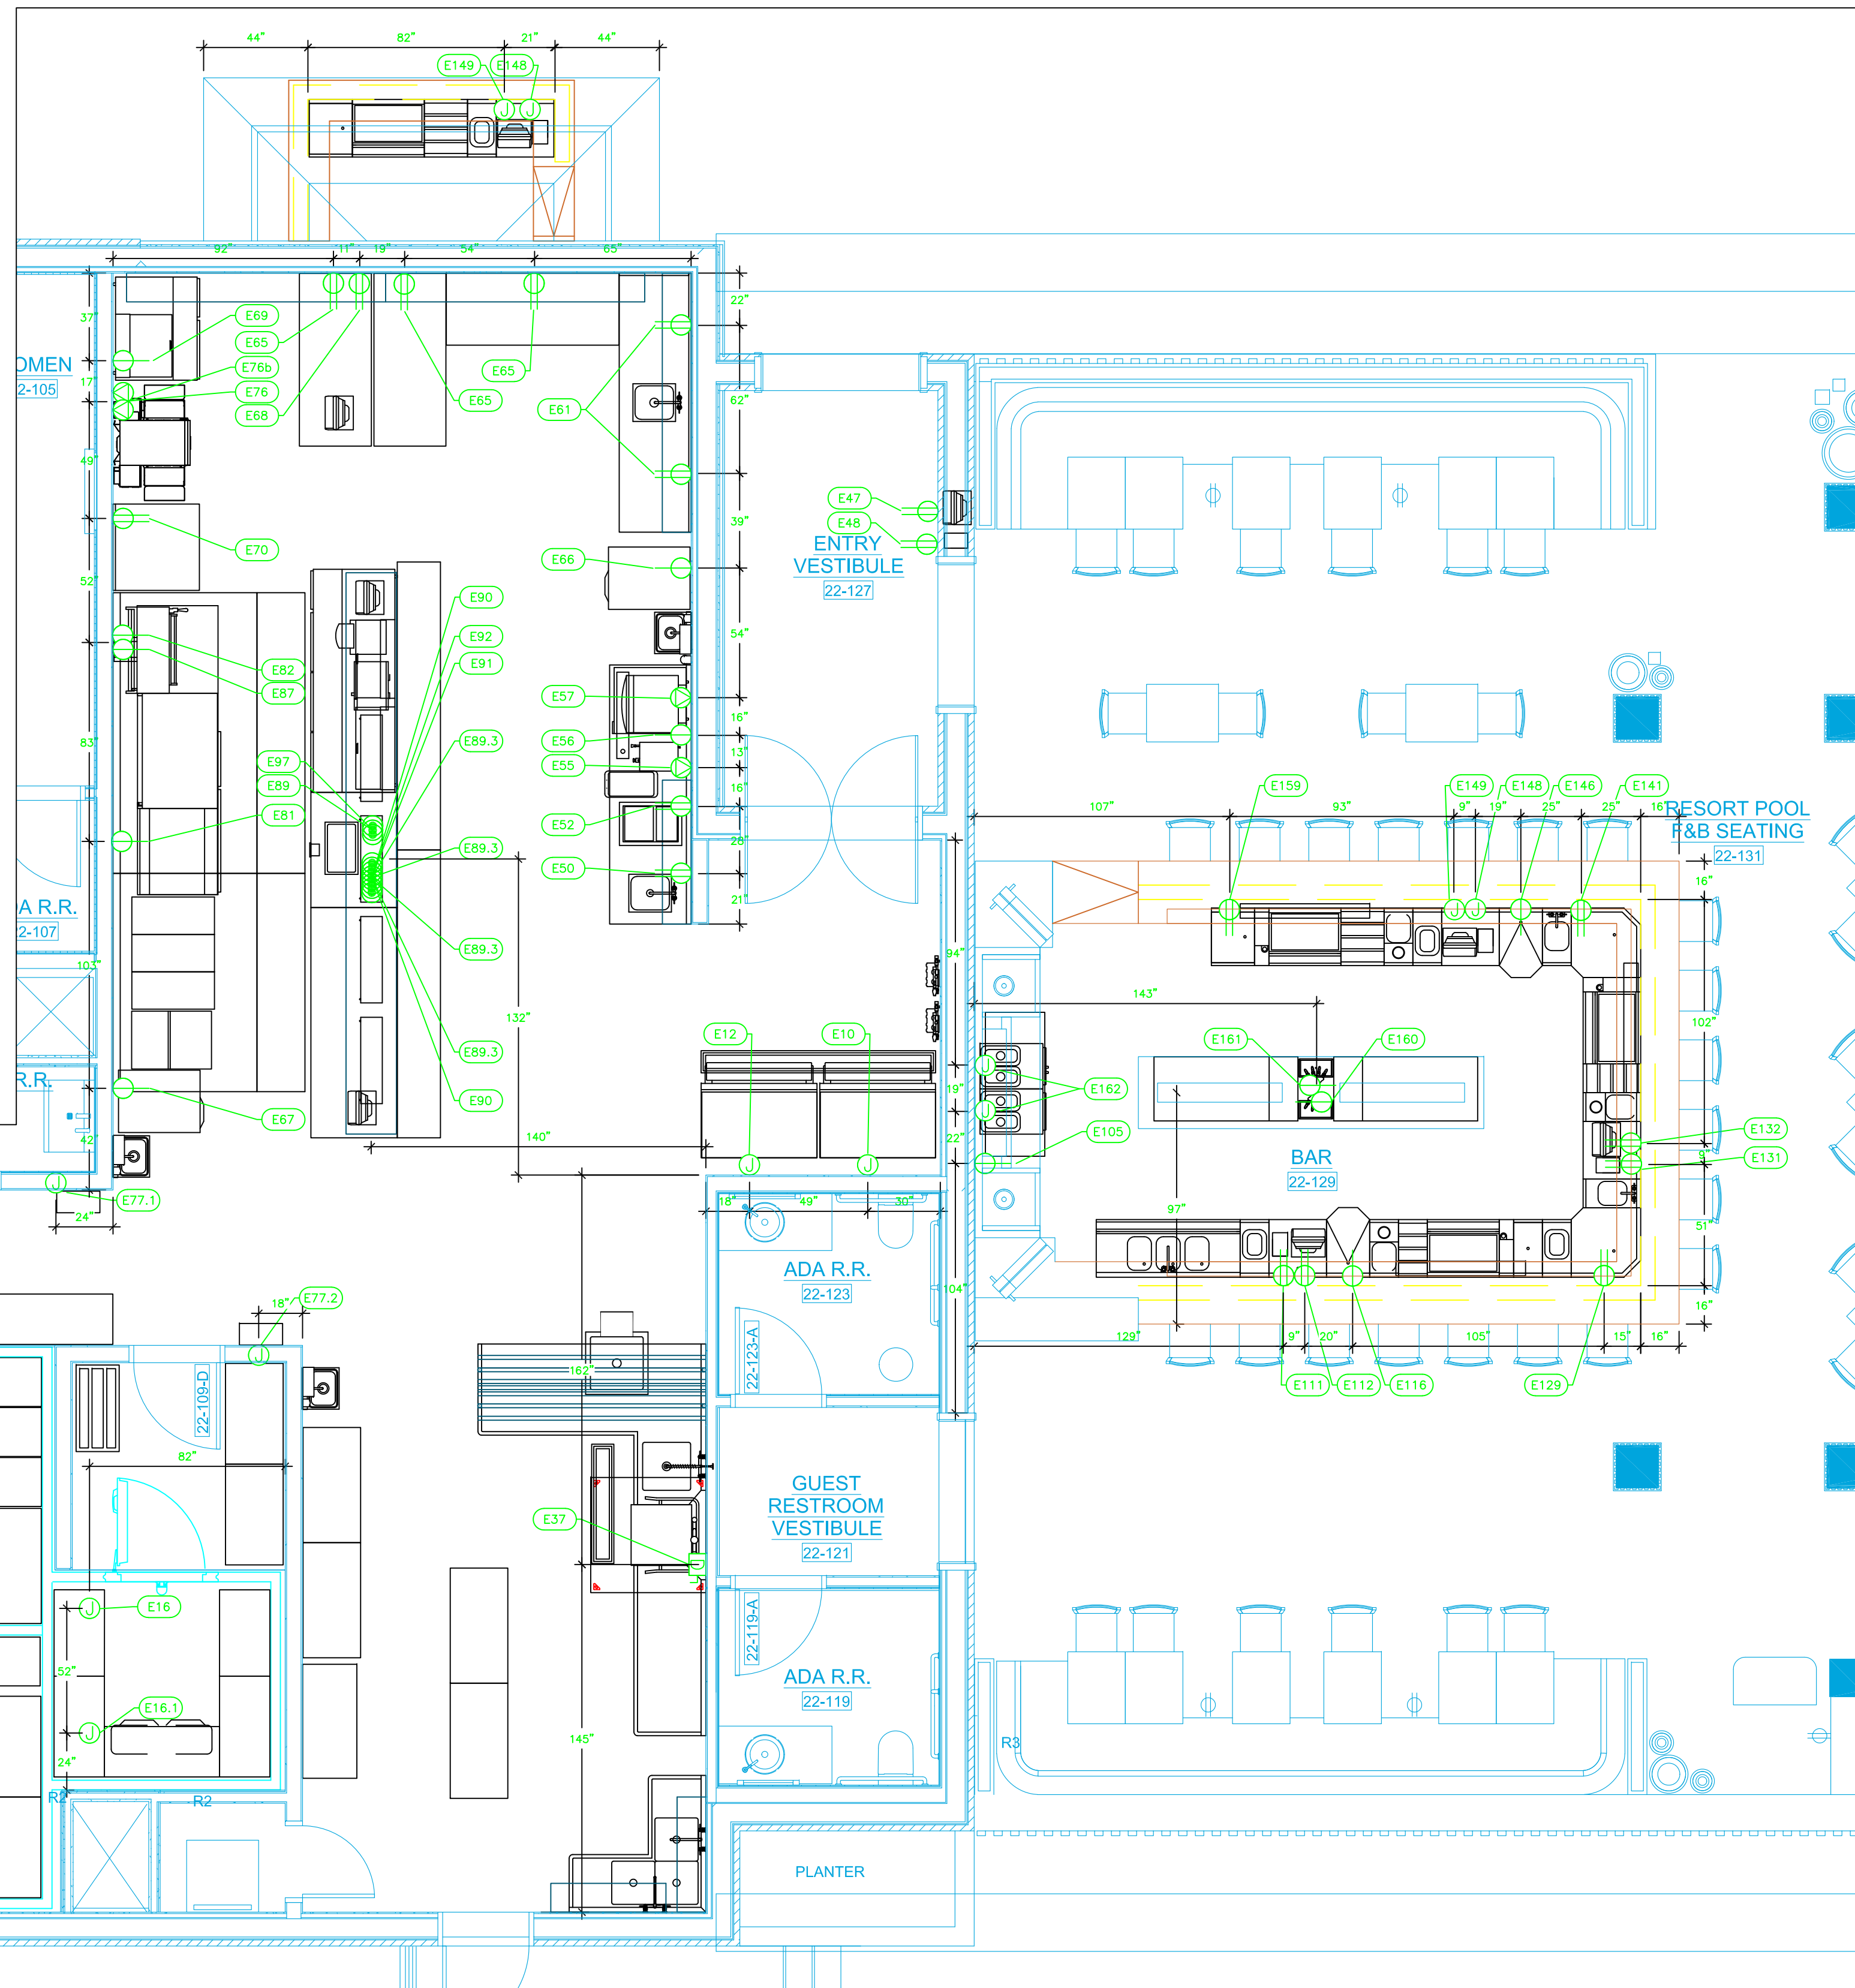 44"
82"
21"
44"
E149
E148
92"
11"
19"
54"
65"
37"
E69
22"
E65
OMEN
E76b
2-105
17"
E76
E65
E65
62"
E68
E61
49"
E47
39"
E48
ENTRY
VESTIBULE
22-127
E70
E66
52"
E90
E92
54"
E91
E82
E87
E57
16"
83"
E89.3
E56
13"
E97
E55
E89
16"
E159
E149
E148
E146
E141
107"
93"
9"
19"
25"
25"
16"
RESORT POOL
F&B SEATING
22-131
E81
E52
E89.3
28"
E50
16"
21"
A R.R.
2-107
E89.3
94"
103"
143"
132"
102"
E12
E10
E161
E160
E89.3
R.R.
19"
E162
E90
E67
42"
140"
22"
E105
E132
BAR
22-129
9"
E131
E77.1
24"
18"
49"
30"
97"
51"
ADA R.R.
22-123
104"
18"
E77.2
16"
129"
9"
20"
105"
15"
16"
22-123-A
162"
E111
E112
E116
E129
22-109-D
82"
GUEST
RESTROOM
VESTIBULE
22-121
E37
D
E16
22-119-A
52"
ADA R.R.
22-119
E16.1
145"
24"
R3
R2
R2
PLANTER